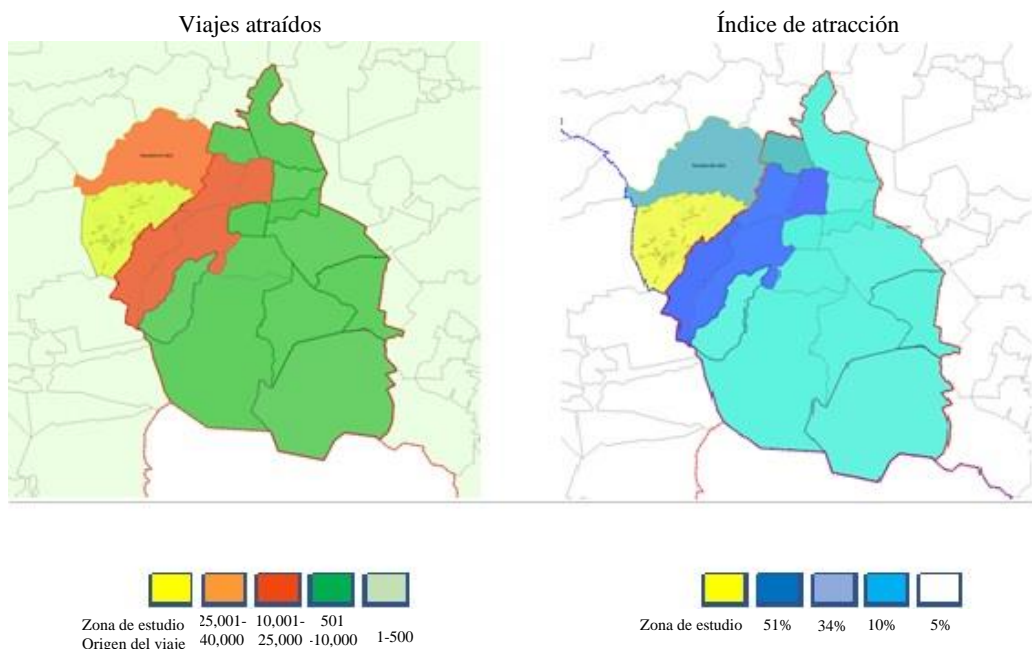 Viajes atraídos
Índice de atracción
Zona de estudio
Origen del viaje
25,001-
40,000
10,001-
25,000
501
-10,000
1-500
Zona de estudio
51%
34%
10%
5%